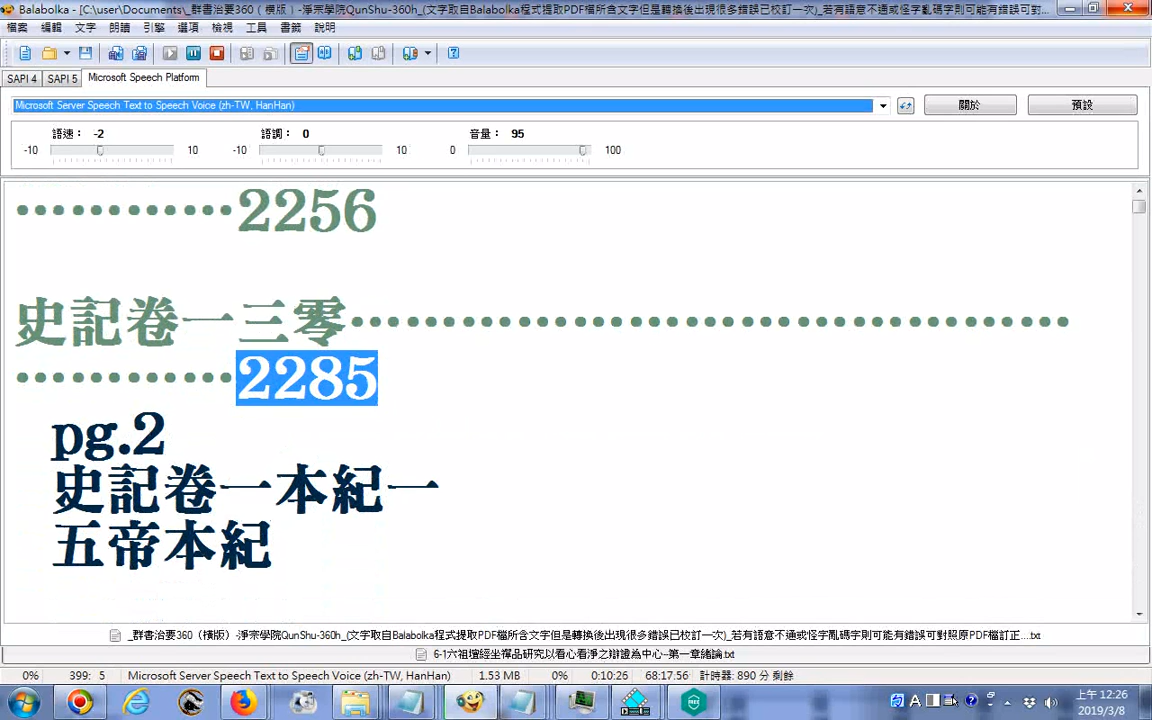 Balabolka - [C:\user\Documents\_群書治要360（橫版）-淨宗學院QunShu-360h_(文字取自Balabolka程式提取PDF檔所含文字但是轉換後出現很多錯誤已校訂一次)_若有語意不通或怪字亂碼字則可能有錯誤可對...
檔案 編輯 文字 朗讀 引擎 選項 檢視 工具 書籤 說明
SAPI 4 SAPI 5 Microsoft Speech Platform
Microsoft Server Speech Text to Speech Voice (zh-TW, HanHan) 關於 預設
語速： -2 語調： 0 音量： 95
-10 10 -10 10 0 100
············2256
史記卷一三零·······································
············2285
pg.2
史記卷一本紀一
五帝本紀
_群書治要360（橫版）-淨宗學院QunShu-360h_(文字取自Balabolka程式提取PDF檔所含文字但是轉換後出現很多錯誤已校訂一次)_若有語意不通或怪字亂碼字則可能有錯誤可對照原PDF檔訂正....txt
6-1六祖壇經坐禪品研究以看心看淨之辯證為中心--第一章緒論.txt
0% 399: 5 Microsoft Server Speech Text to Speech Voice (zh-TW, HanHan) 1.53 MB 0% 0:10:26 68:17:56 計時器: 890 分 剩餘
FREE
A
上午 12:26
2019/3/8